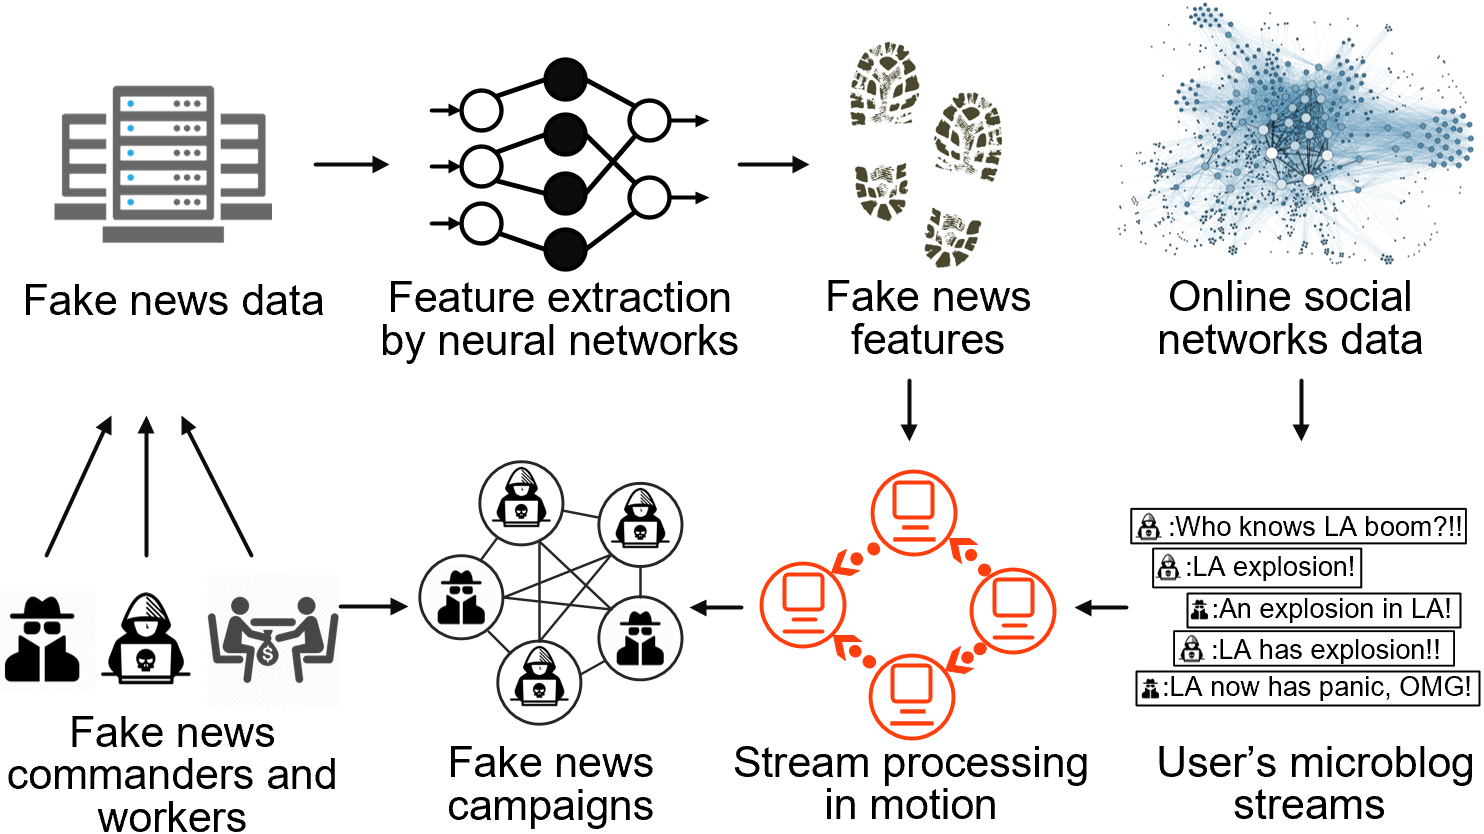 Fake news data
Feature extraction
by neural networks
Fake news
features
Online social
networks data
:Who knows LA boom?!!
:LA explosion!
:An explosion in LA!
:LA has explosion!!
:LA now has panic, OMG!
$
Fake news
commanders and
workers
Fake news
campaigns
Stream processing
in motion
User’s microblog
streams